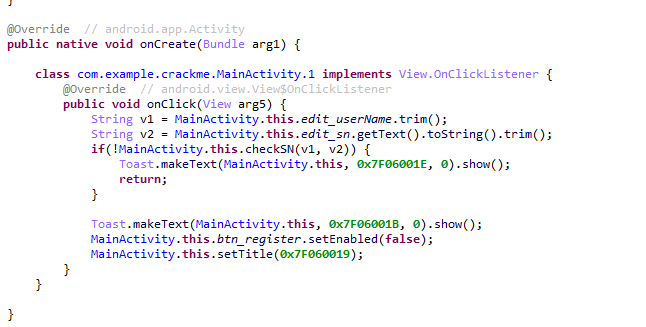 }
@Override  // android.app.Activity
public native void onCreate(Bundle arg1) {
class com.example.crackme.MainActivity.1 implements View.OnClickListener {
@Override  // android.view.View$OnClickListener
public void onClick(View arg5) {
String v1 = MainActivity.this.edit_userName.trim();
String v2 = MainActivity.this.edit_sn.getText().toString().trim();
if(!MainActivity.this.checkSN(v1, v2)) {
Toast.makeText(MainActivity.this, 0x7F06001E, 0).show();
return;
}
Toast.makeText(MainActivity.this, 0x7F06001B, 0).show();
MainActivity.this.btn_register.setEnabled(false);
MainActivity.this.setTitle(0x7F060019);
}
}
}